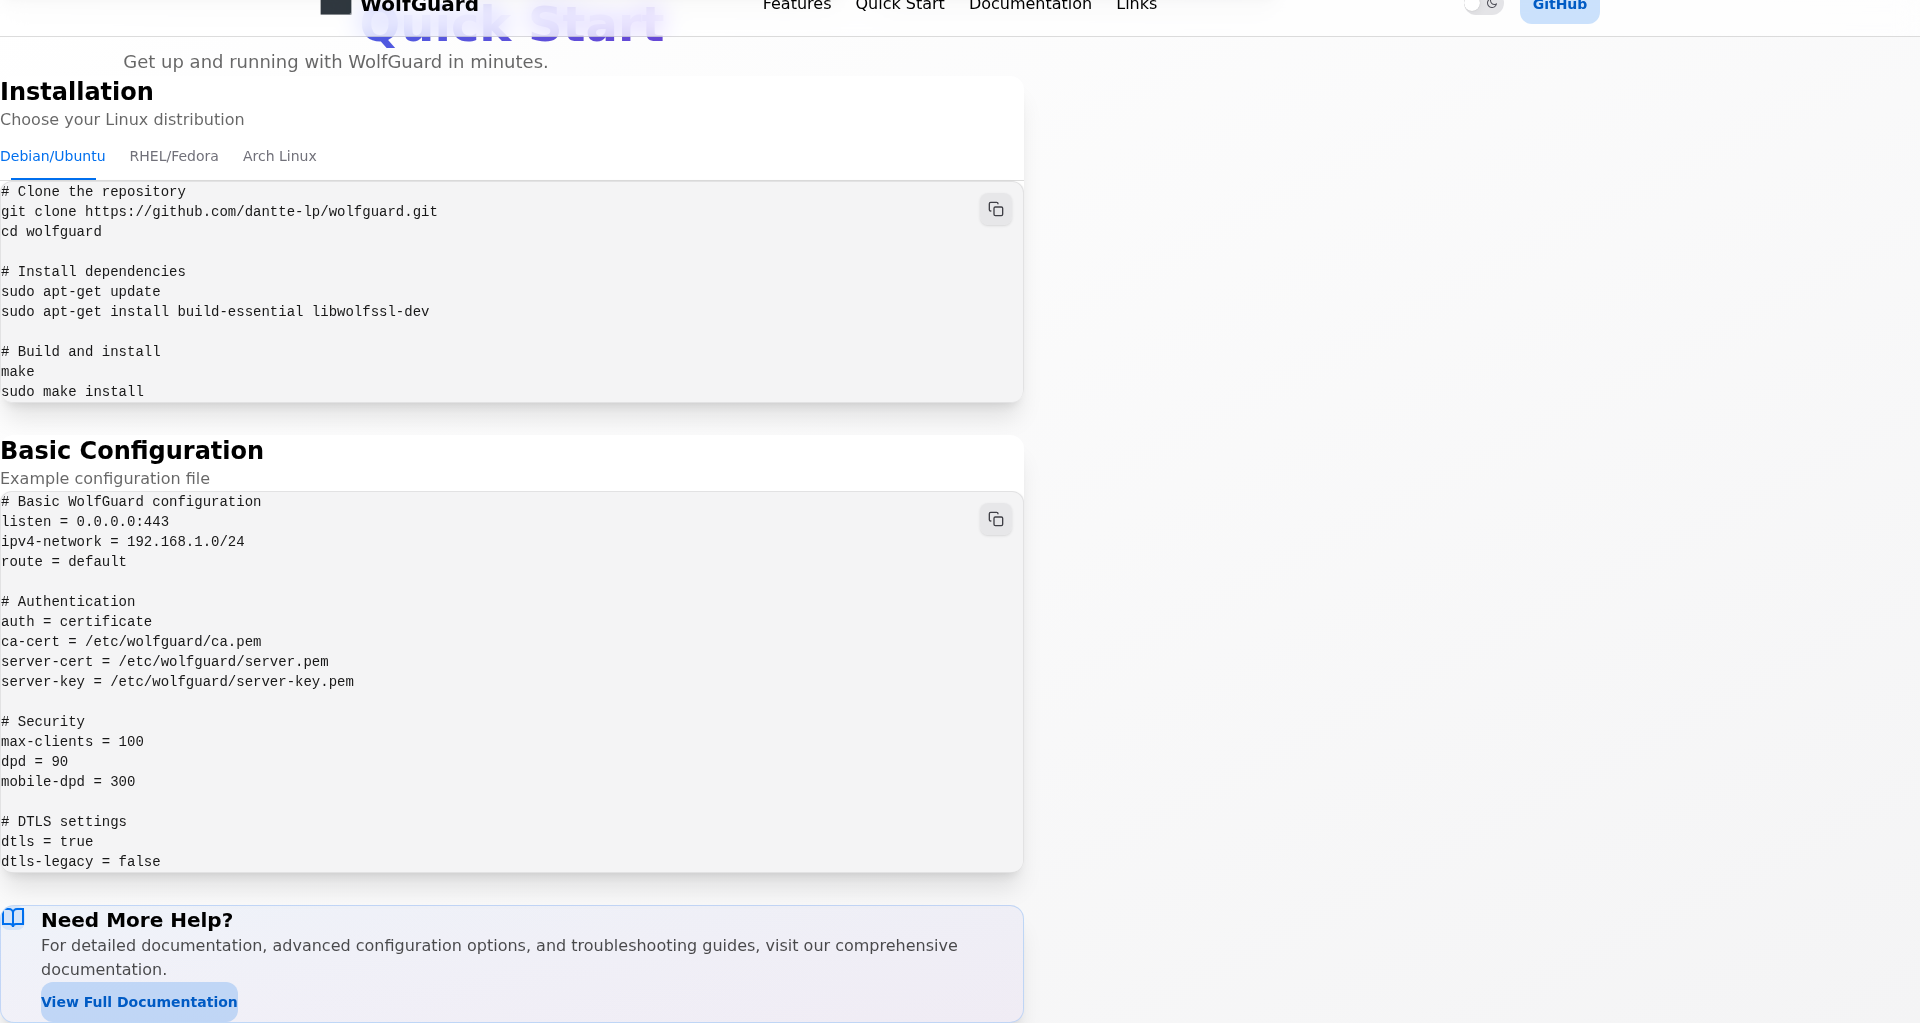 WolfGuard
Features
Quick Start
Documentation
Links
GitHub
Quick Start
Get up and running with WolfGuard in minutes.
Installation
Choose your Linux distribution
Debian/Ubuntu
RHEL/Fedora
Arch Linux
# Clone the repository
git clone https://github.com/dantte-lp/wolfguard.git
cd wolfguard
# Install dependencies
sudo apt-get update
sudo apt-get install build-essential libwolfssl-dev
# Build and install
make
sudo make install
Basic Configuration
Example configuration file
# Basic WolfGuard configuration
listen = 0.0.0.0:443
ipv4-network = 192.168.1.0/24
route = default
# Authentication
auth = certificate
ca-cert = /etc/wolfguard/ca.pem
server-cert = /etc/wolfguard/server.pem
server-key = /etc/wolfguard/server-key.pem
# Security
max-clients = 100
dpd = 90
mobile-dpd = 300
# DTLS settings
dtls = true
dtls-legacy = false
Need More Help?
For detailed documentation, advanced configuration options, and troubleshooting guides, visit our comprehensive
documentation.
View Full Documentation